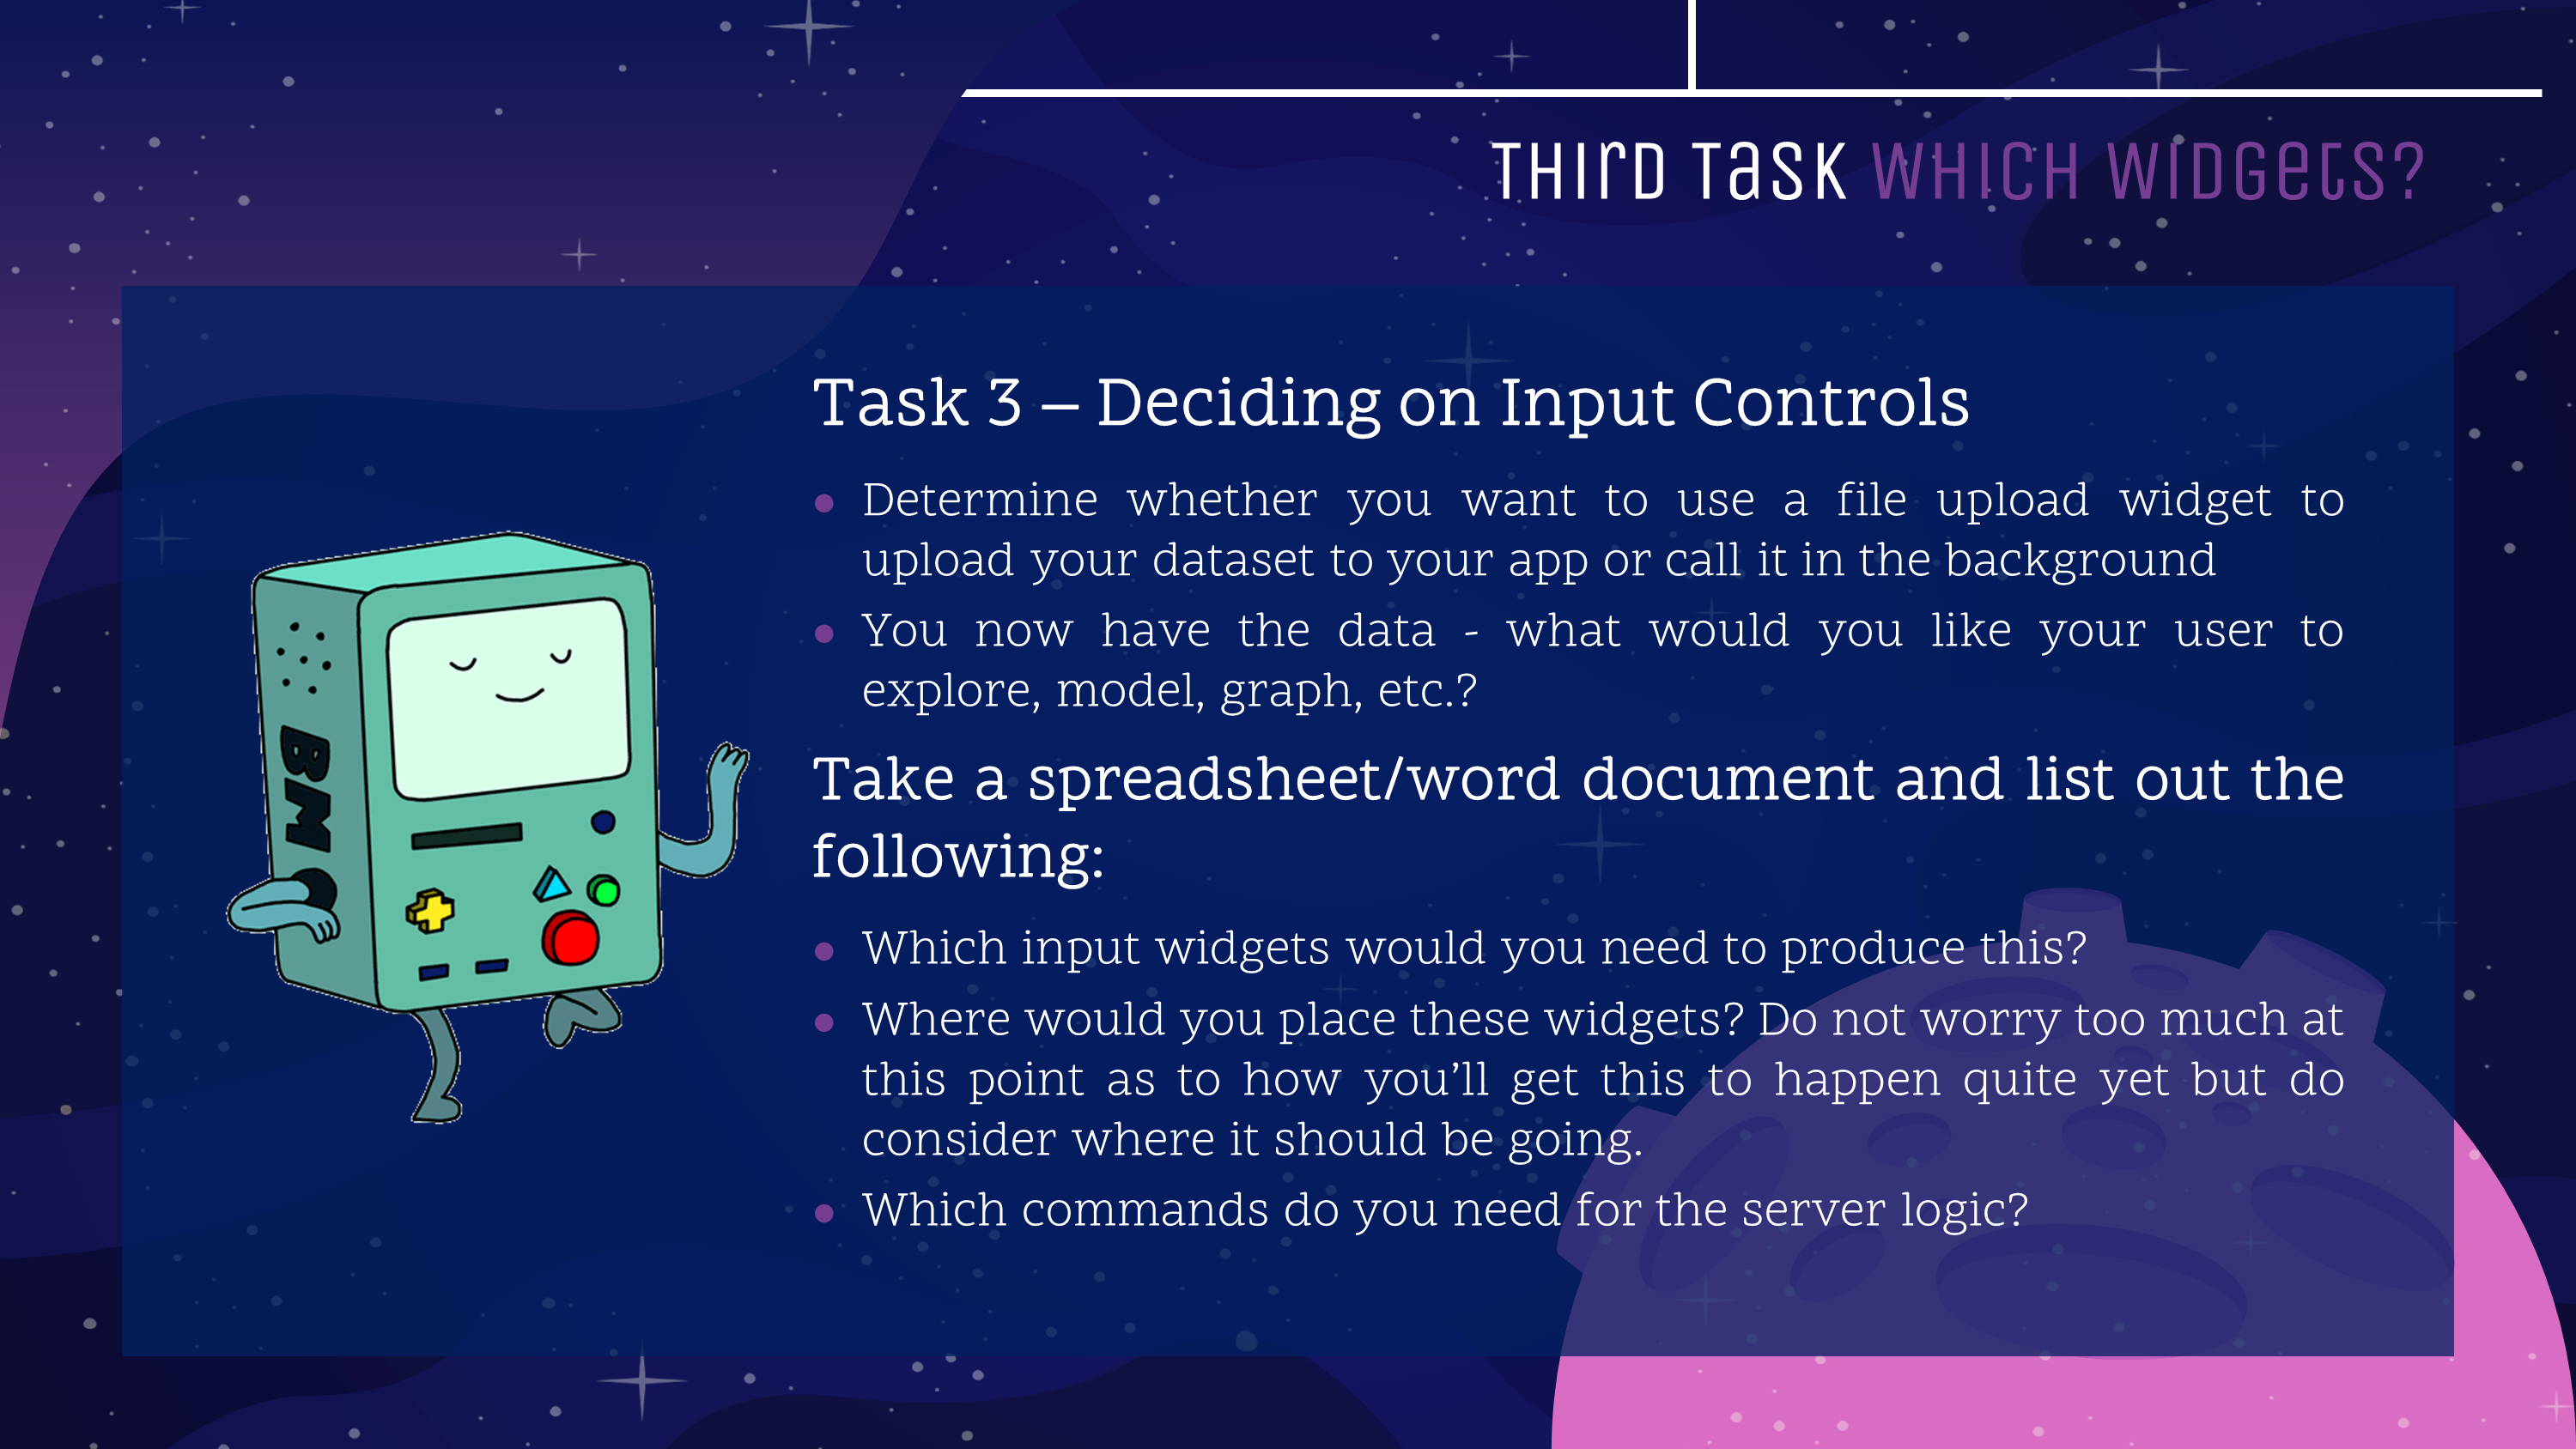 THIrD TaSK WHICH WIDGetS?
Task 3 – Deciding on Input Controls
Determine whether you want to use a file upload widget to
upload your dataset to your app or call it in the background
You now have the data - what would you like your user to
explore, model, graph, etc.?
Take a spreadsheet/word document and list out the
following:
Which input widgets would you need to produce this?
Where would you place these widgets? Do not worry too much at
this point as to how you’ll get this to happen quite yet but do
consider where it should be going.
Which commands do you need for the server logic?
BMO